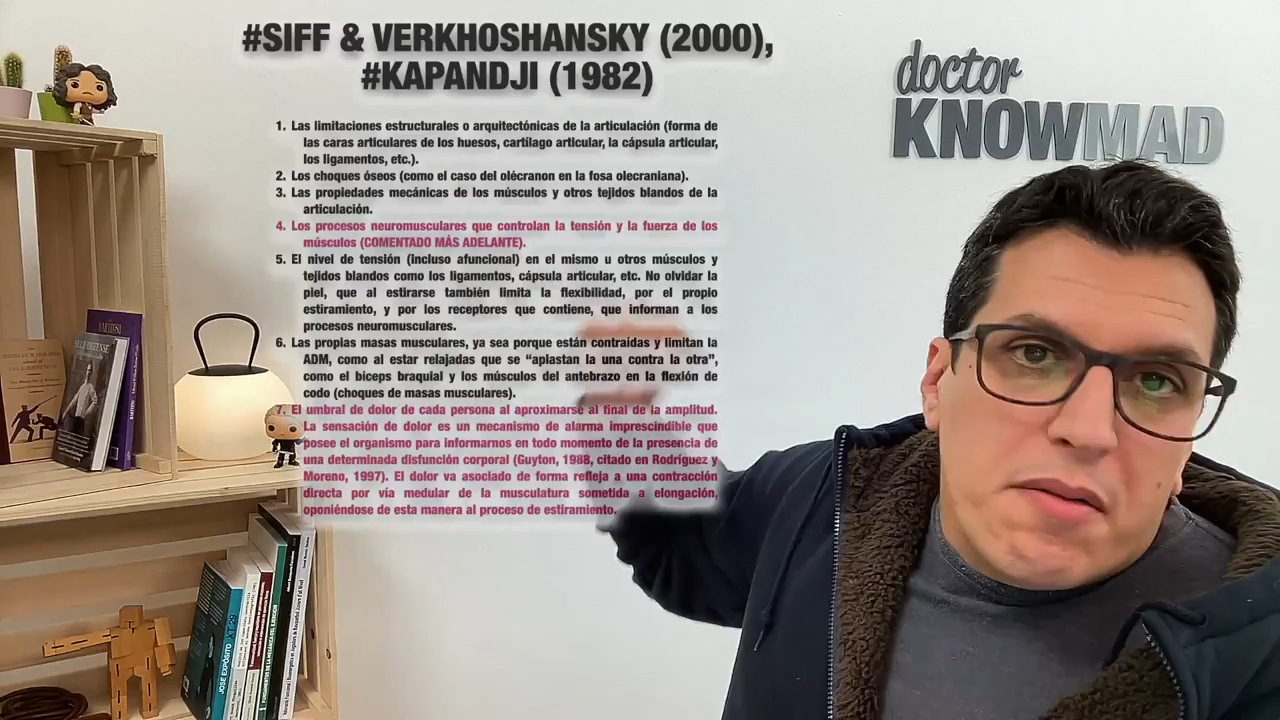 #SIFF & VERKHOSHANSKY (2000),
#KAPANDJI (1982)
doctor
KNOWMAD
1. Las limitaciones estructurales o arquitectónicas de la articulación (forma de
las caras articulares de los huesos, cartílago articular, la cápsula articular,
los ligamentos, etc.).
2. Los choques óseos (como el caso del olécranon en la fosa olecraniana).
3. Las propiedades mecánicas de los músculos y otros tejidos blandos de la
articulación.
4. Los procesos neuromusculares que controlan la tensión y la fuerza de los
músculos (COMENTADO MÁS ADELANTE).
5. El nivel de tensión (incluso afuncional) en el mismo u otros músculos y
tejidos blandos como los ligamentos, cápsula articular, etc. No olvidar la
piel, que al estirarse también limita la flexibilidad, por el propio
estiramiento, y por los receptores que contiene, que informan a los
procesos neuromusculares.
6. Las propias masas musculares, ya sea porque están contraídas y limitan la
ADM, como al estar relajadas que se “aplastan la una contra la otra”,
como el bíceps braquial y los músculos del antebrazo en la flexión de
codo (choques de masas musculares).
7. El umbral de dolor de cada persona al aproximarse al final de la amplitud.
La sensación de dolor es un mecanismo de alarma imprescindible que
posee el organismo para informarnos en todo momento de la presencia de
una determinada disfunción corporal (Guyton, 1988, citado en Rodríguez y
Moreno, 1997). El dolor va asociado de forma refleja a una contracción
directa por vía medular de la musculatura sometida a elongación,
oponiéndose de esta manera al proceso de estiramiento.
SELF DEFENSE
BARTITSU
JOSE EXPÓSITO